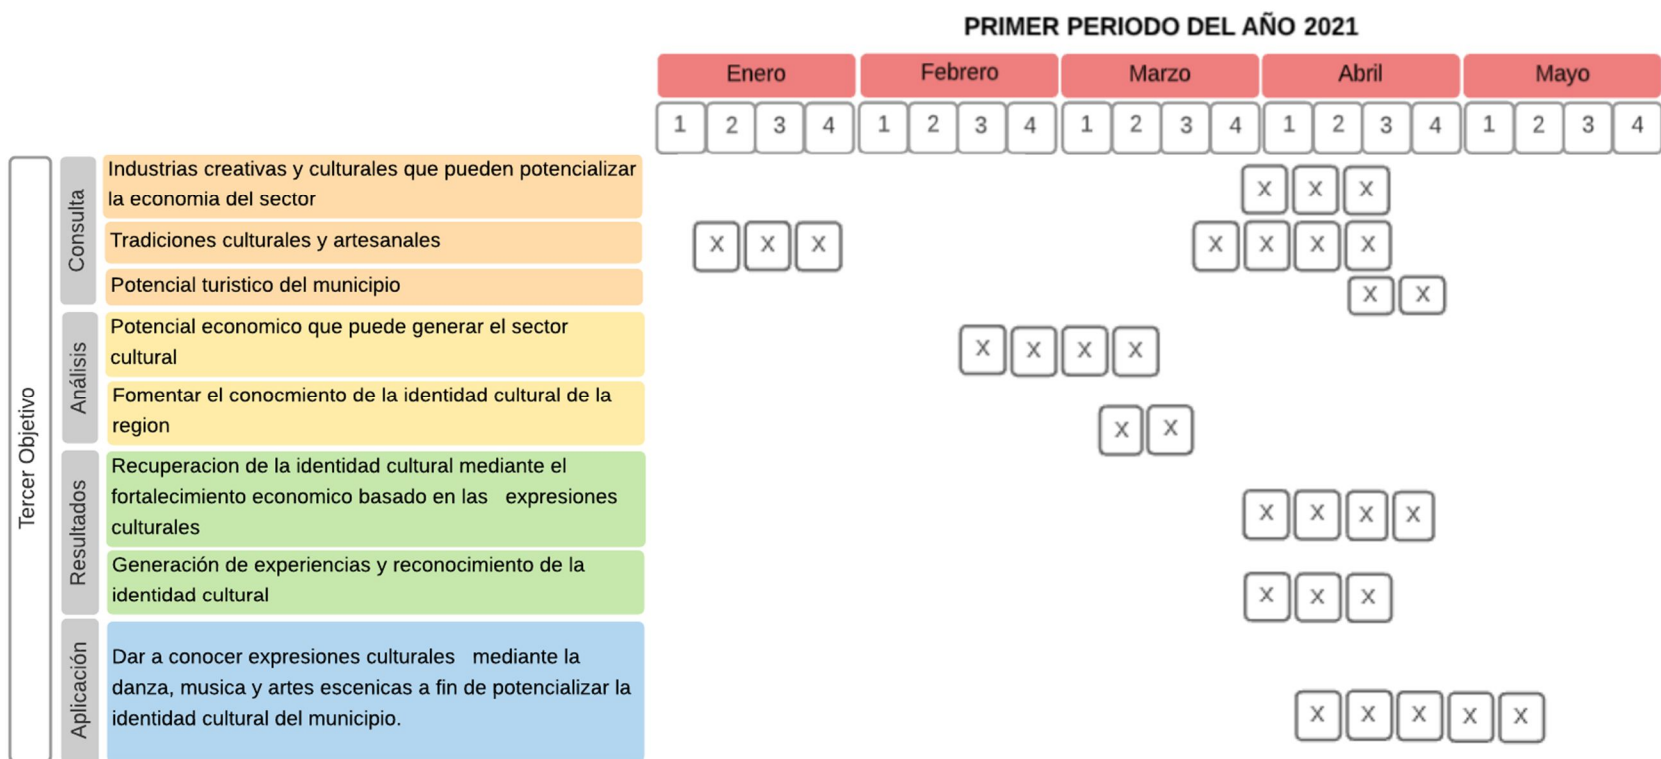 PRIMER PERIODO DEL AÑO 2021
Enero Febrero Marzo Abril Mayo
1 2 3 4 1 2 3 4 1 2 3 4 1 2 3 4 1 2 3 4
Tercer Objetivo
Consulta
Industrias creativas y culturales que pueden potencializar
la economia del sector
X X X
Tradiciones culturales y artesanales
X X X X X X X
Potencial turistico del municipio
X X
Análisis
Potencial economico que puede generar el sector
cultural
X X X X
Fomentar el conocmiento de la identidad cultural de la
region
X X
Resultados
Recuperacion de la identidad cultural mediante el
fortalecimiento economico basado en las expresiones
culturales
X X X X
Generación de experiencias y reconocimiento de la
identidad cultural
X X X
Aplicación
Dar a conocer expresiones culturales mediante la
danza, musica y artes escenicas a fin de potencializar la
identidad cultural del municipio.
X X X X X